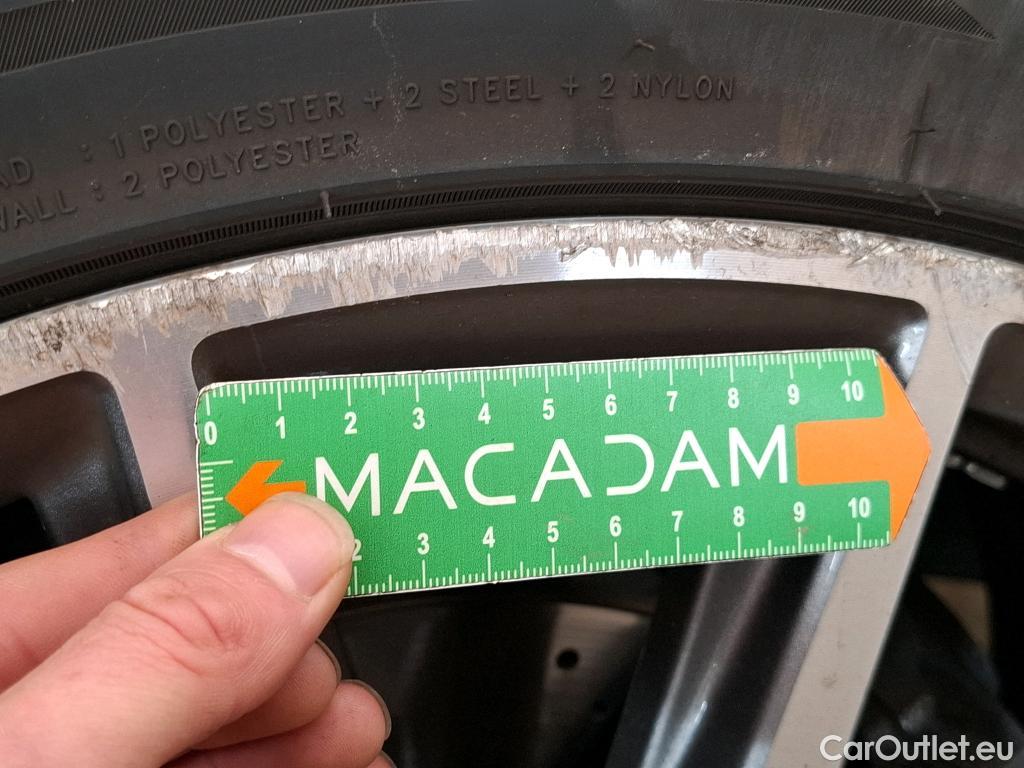 AD : 1 POLYESTER + 2 STEEL + 2 NYLON
WALL : 2 POLYESTER
0 1 2 3 4 5 6 7 8 9 10
MACADAM
2 3 4 5 6 7 8 9 10
CarOutlet.eu